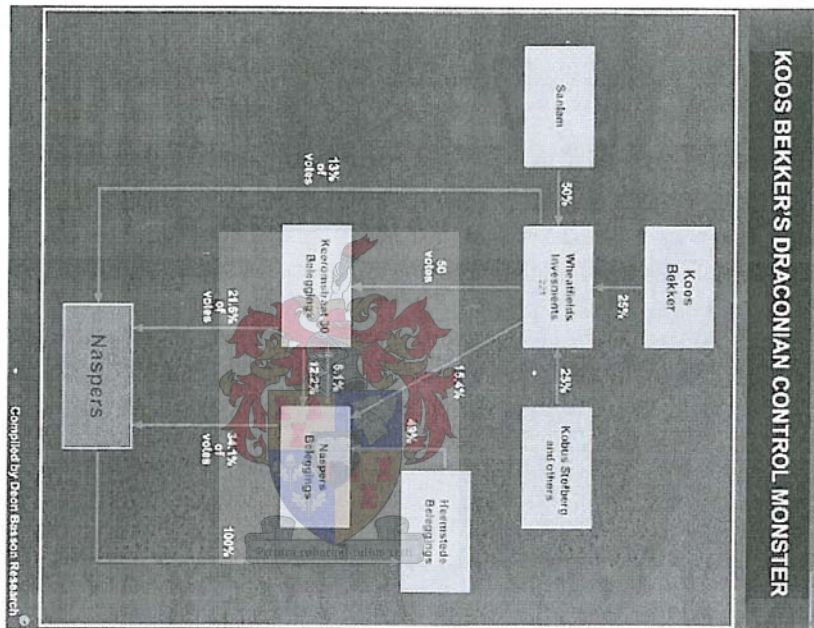 KOOS BEKKER'S DRACONIAN CONTROL MONSTER
Koos
Bekker
25%
Sanlam
50%
Wheatfields
Investments
221
25%
Kobus Stofberg
and others
50
votes
15.4%
13%
of
votes
Keeromstraat 30
Beleggings
6.1%
12.2%
49%
Naspers
Beleggings
Heemstede
Beleggings
21.6%
of
votes
34.1%
of
votes
100%
Naspers
Compiled by Deon Basson Research ©